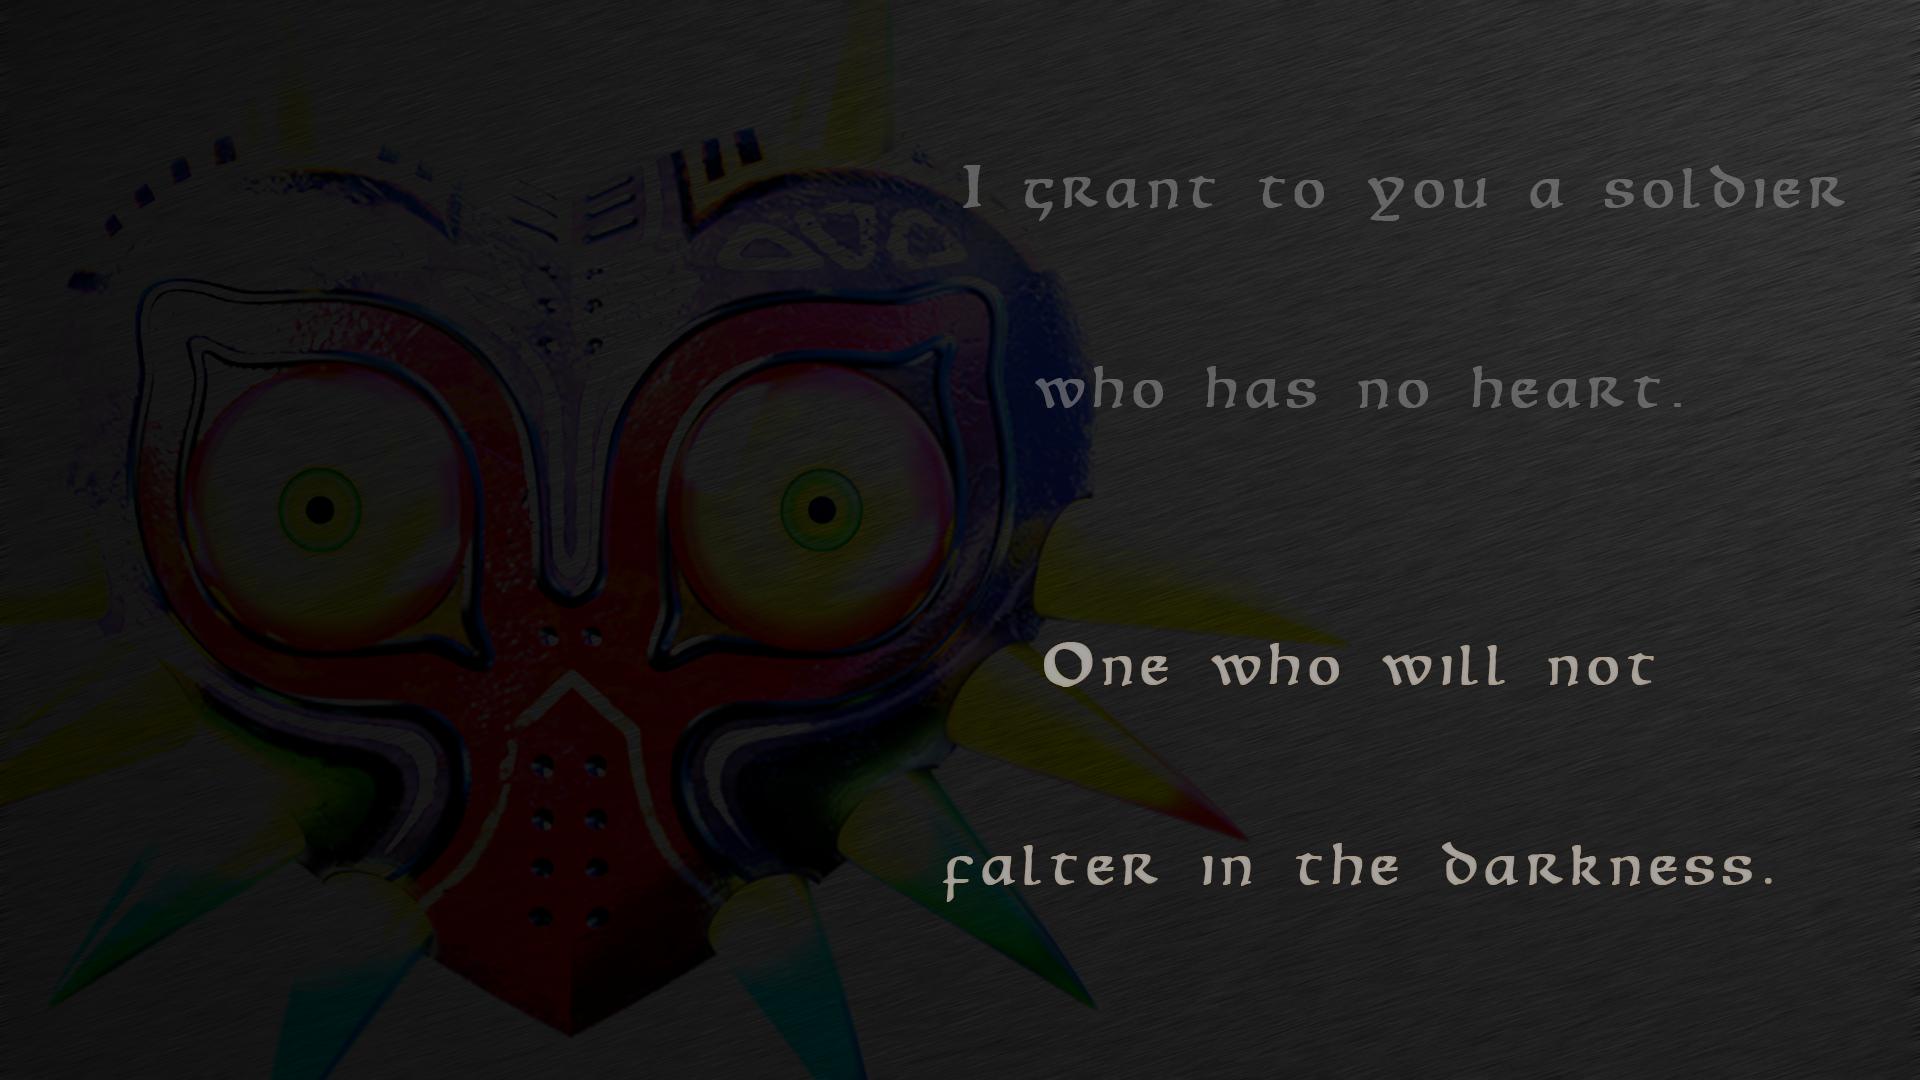 I grant to you a soldier
who has no heart.
One who will not
falter in the darkness.